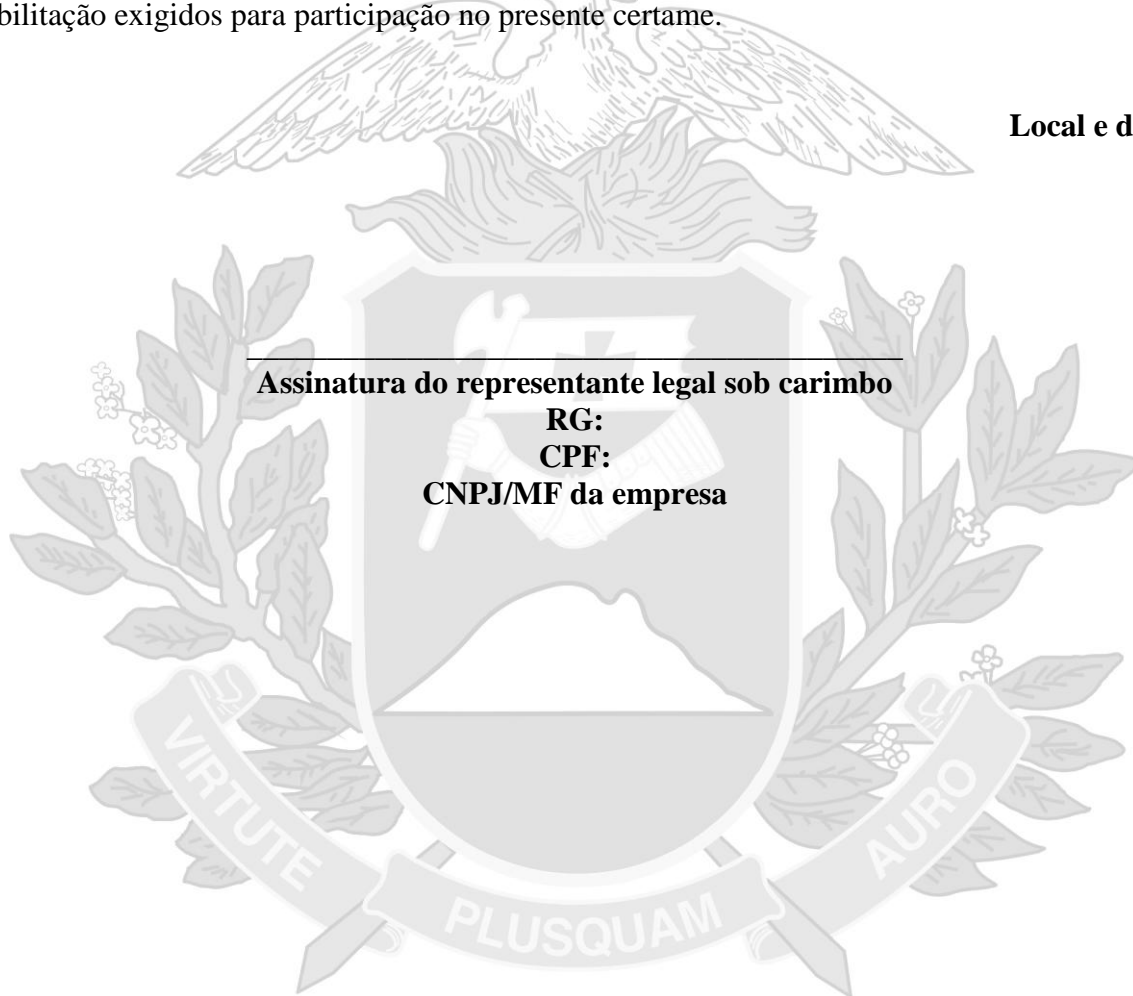 bilitação exigidos para participação no presente certame.
Local e d
Assinatura do representante legal sob carimbo
RG:
CPF:
CNPJ/MF da empresa
VIRTUTE PLUSQUAM AURO